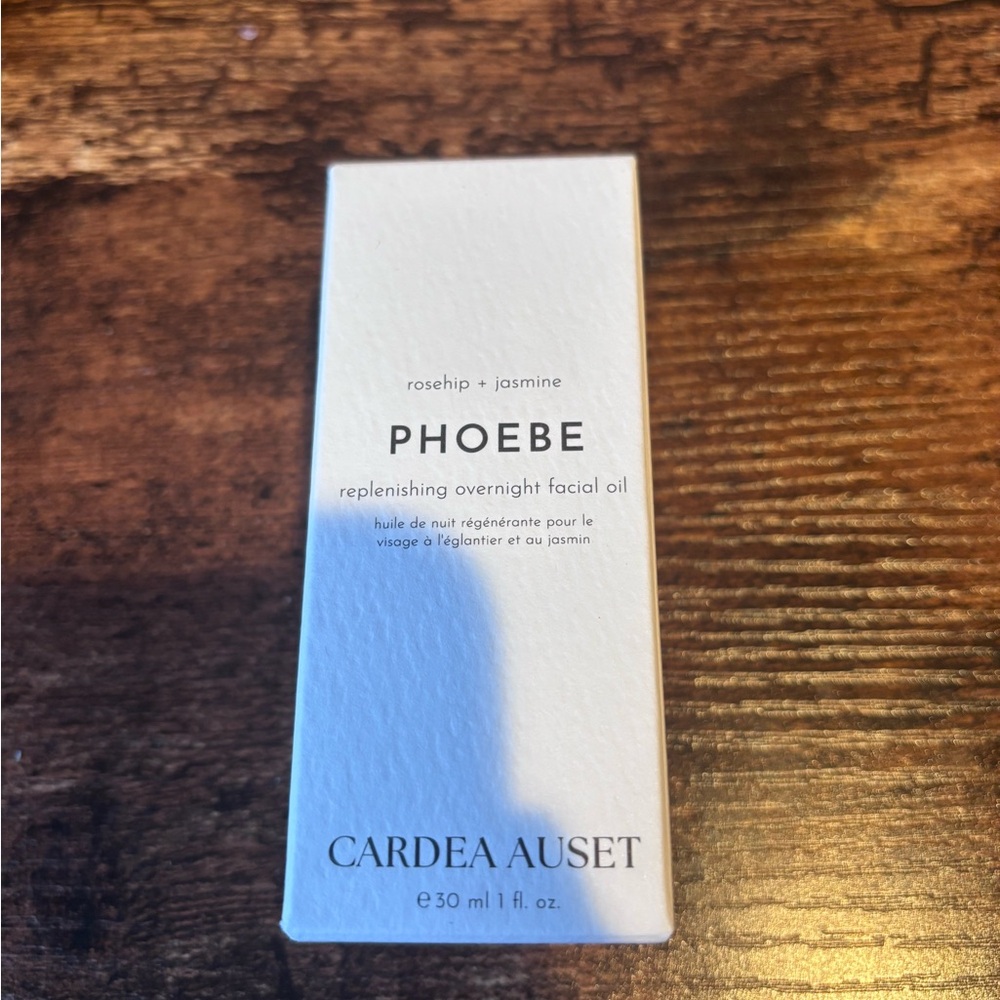 rosehip + jasmine
PHOEBE
replenishing overnight facial oil
huile de nuit régénérante pour le
visage à l'églantier et au jasmin
CARDEA AUSET
℮ 30 ml 1 fl. oz.